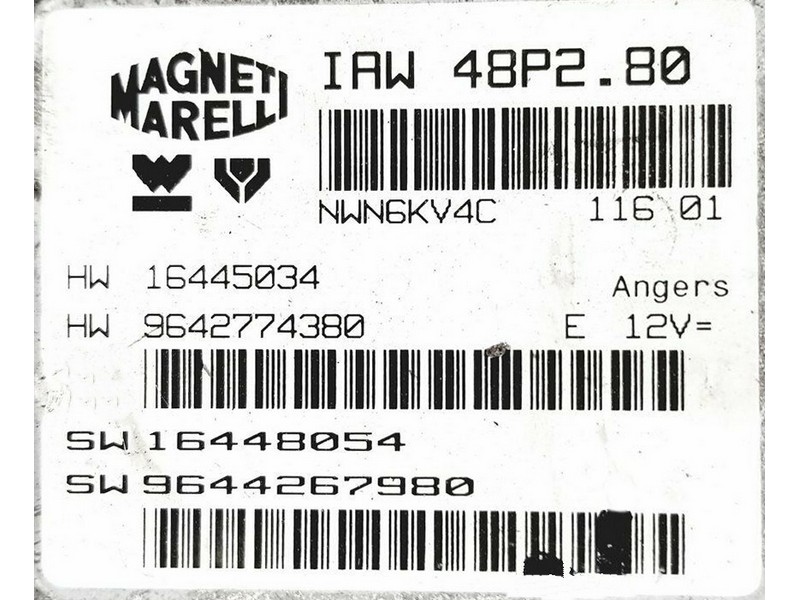 MAGNETI
MARELLI
IAW 48P2.80
NWN6KV4C 116 01
HW 16445034
Angers
HW 9642774380 E 12V=
SW 16448054
SW 9644267980